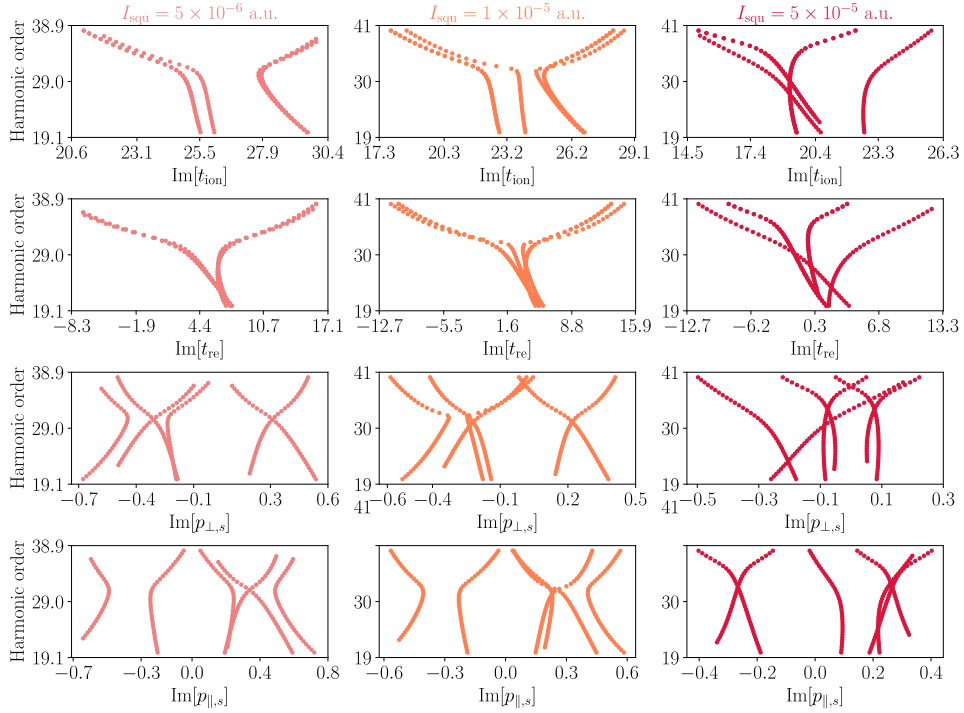 I_squ = 5 × 10^−6 a.u. I_squ = 1 × 10^−5 a.u. I_squ = 5 × 10^−5 a.u.
Harmonic order
38.9 29.0 19.1
20.6 23.1 25.5 27.9 30.4
Im[t_ion]
41 30 19
17.3 20.3 23.2 26.2 29.1
Im[t_ion]
41 30 19
14.5 17.4 20.4 23.3 26.3
Im[t_ion]
Harmonic order
38.9 29.0 19.1
−8.3 −1.9 4.4 10.7 17.1
Im[t_re]
41 30 19
−12.7 −5.5 1.6 8.8 15.9
Im[t_re]
41 30 19
−12.7 −6.2 0.3 6.8 13.3
Im[t_re]
Harmonic order
38.9 29.0 19.1
−0.7 −0.4 −0.1 0.3 0.6
Im[p_⊥,s]
41 30 19
−0.6 −0.4 −0.1 0.2 0.5
Im[p_⊥,s]
41 30 19
−0.5 −0.3 −0.1 0.1 0.3
Im[p_⊥,s]
Harmonic order
38.9 29.0 19.1
−0.7 −0.3 0.0 0.4 0.8
Im[p_∥,s]
41 30 19
−0.6 −0.3 0.0 0.3 0.6
Im[p_∥,s]
41 30 19
−0.4 −0.2 0.0 0.2 0.4
Im[p_∥,s]